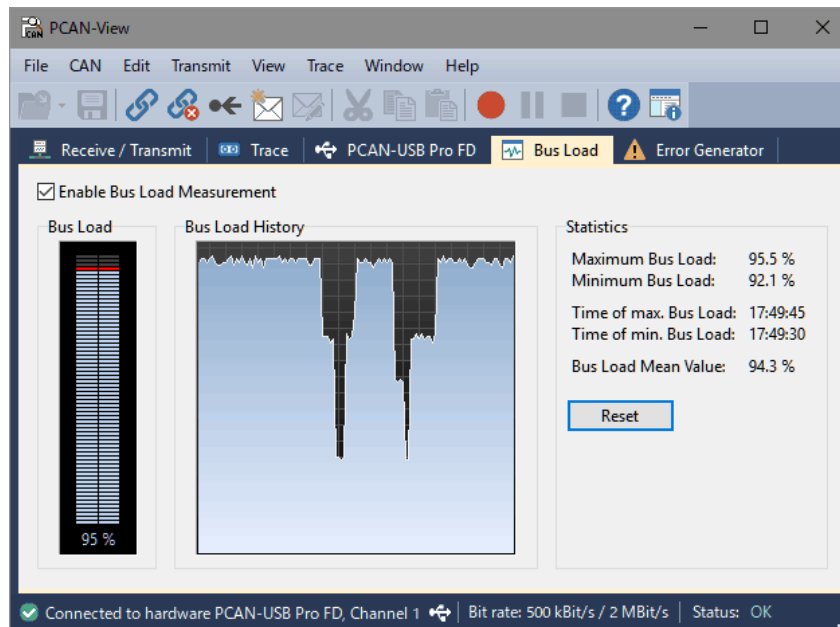 PCAN-View
File CAN Edit Transmit View Trace Window Help
Receive / Transmit Trace PCAN-USB Pro FD Bus Load Error Generator
Enable Bus Load Measurement
Bus Load
95 %
Bus Load History
Statistics
Maximum Bus Load: 95.5 %
Minimum Bus Load: 92.1 %
Time of max. Bus Load: 17:49:45
Time of min. Bus Load: 17:49:30
Bus Load Mean Value: 94.3 %
Reset
Connected to hardware PCAN-USB Pro FD, Channel 1 Bit rate: 500 kBit/s / 2 MBit/s Status: OK